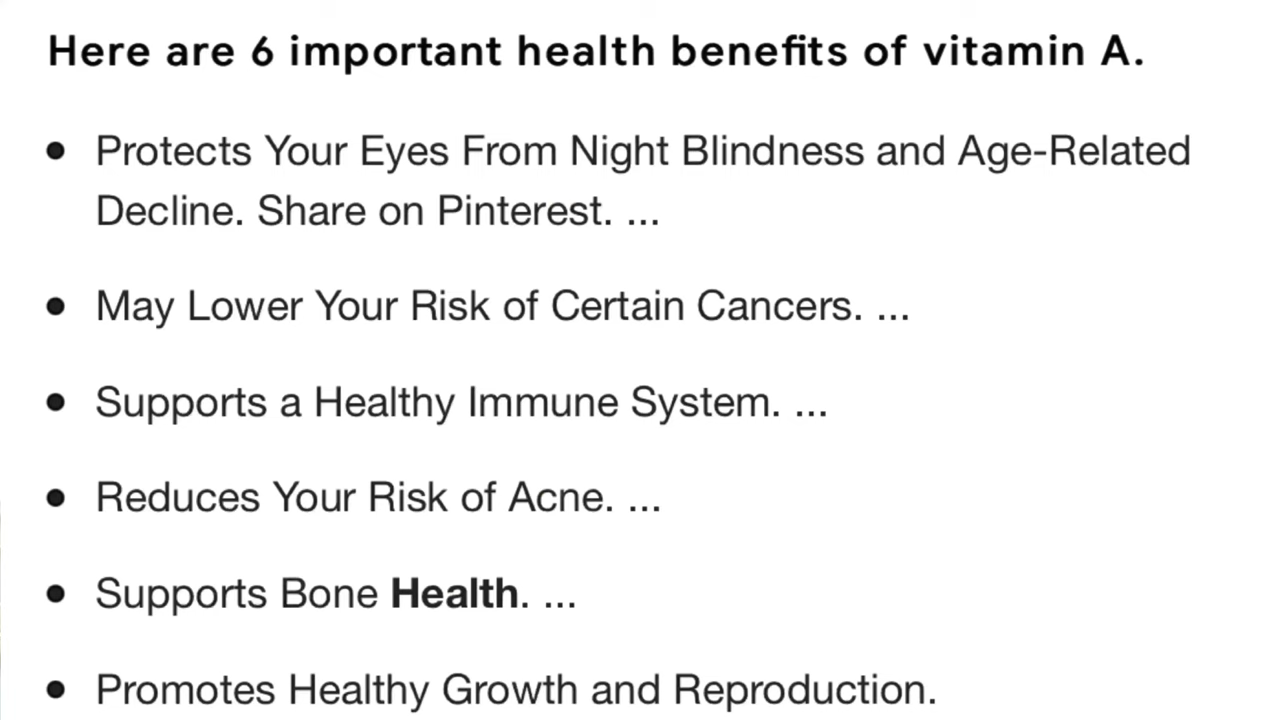 Here are 6 important health benefits of vitamin A.
• Protects Your Eyes From Night Blindness and Age-Related
Decline. Share on Pinterest. ...
• May Lower Your Risk of Certain Cancers. ...
• Supports a Healthy Immune System. ...
• Reduces Your Risk of Acne. ...
• Supports Bone Health. ...
• Promotes Healthy Growth and Reproduction.